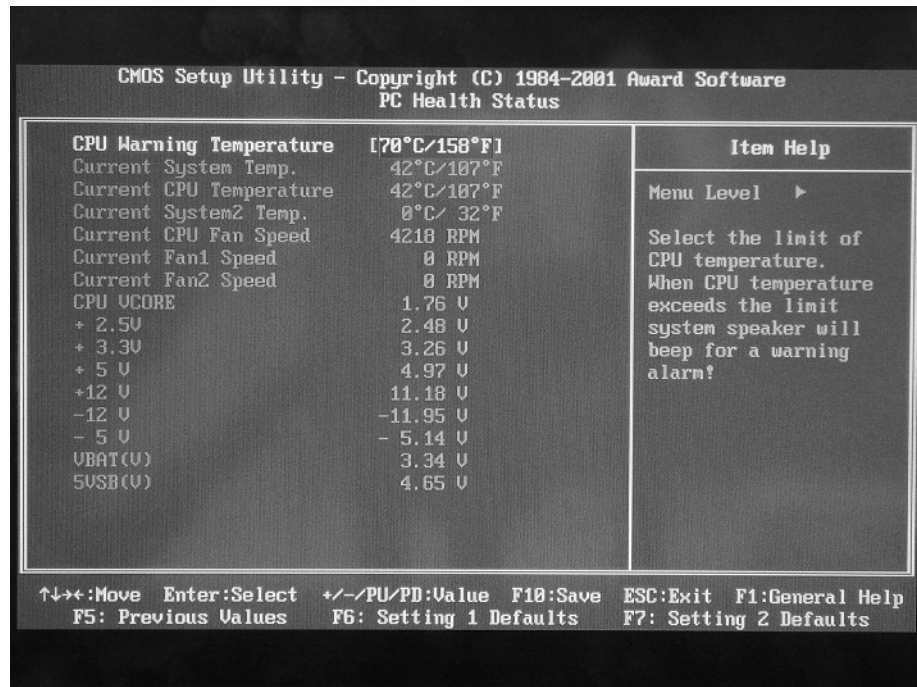 CMOS Setup Utility – Copyright (C) 1984–2001 Award Software
PC Health Status
CPU Warning Temperature [70°C/158°F]
Current System Temp. 42°C/107°F
Current CPU Temperature 42°C/107°F
Current System2 Temp. 0°C/ 32°F
Current CPU Fan Speed 4218 RPM
Current Fan1 Speed 0 RPM
Current Fan2 Speed 0 RPM
CPU VCORE 1.76 V
+ 2.5V 2.48 V
+ 3.3V 3.26 V
+ 5 V 4.97 V
+12 V 11.18 V
–12 V –11.95 V
– 5 V – 5.14 V
VBAT(V) 3.34 V
5VSB(V) 4.65 V
Item Help
Menu Level ▶
Select the limit of
CPU temperature.
When CPU temperature
exceeds the limit
system speaker will
beep for a warning
alarm!
↑↓→←:Move Enter:Select +/-/PU/PD:Value F10:Save ESC:Exit F1:General Help
F5: Previous Values F6: Setting 1 Defaults F7: Setting 2 Defaults